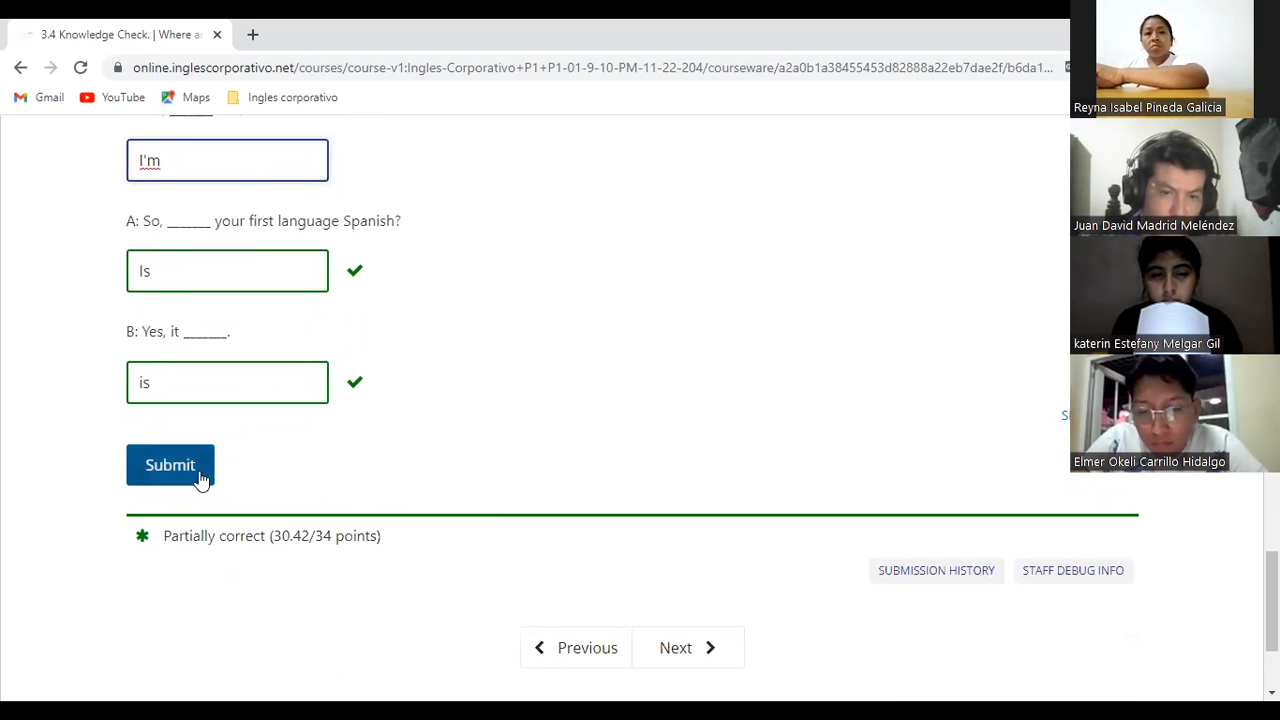 3.4 Knowledge Check. | Where a
online.inglescorporativo.net/courses/course-v1:Ingles-Corporativo+P1+P1-01-9-10-PM-11-22-204/courseware/a2a0b1a38455453d82888a22eb7dae2f/b6da1...
Gmail
YouTube
Maps
Ingles corporativo
I'm
A: So, _______ your first language Spanish?
Is
B: Yes, it _______.
is
Submit
Partially correct (30.42/34 points)
SUBMISSION HISTORY
STAFF DEBUG INFO
Previous
Next
Reyna Isabel Pineda Galicia
Juan David Madrid Meléndez
katerin Estefany Melgar Gil
Elmer Okeli Carrillo Hidalgo